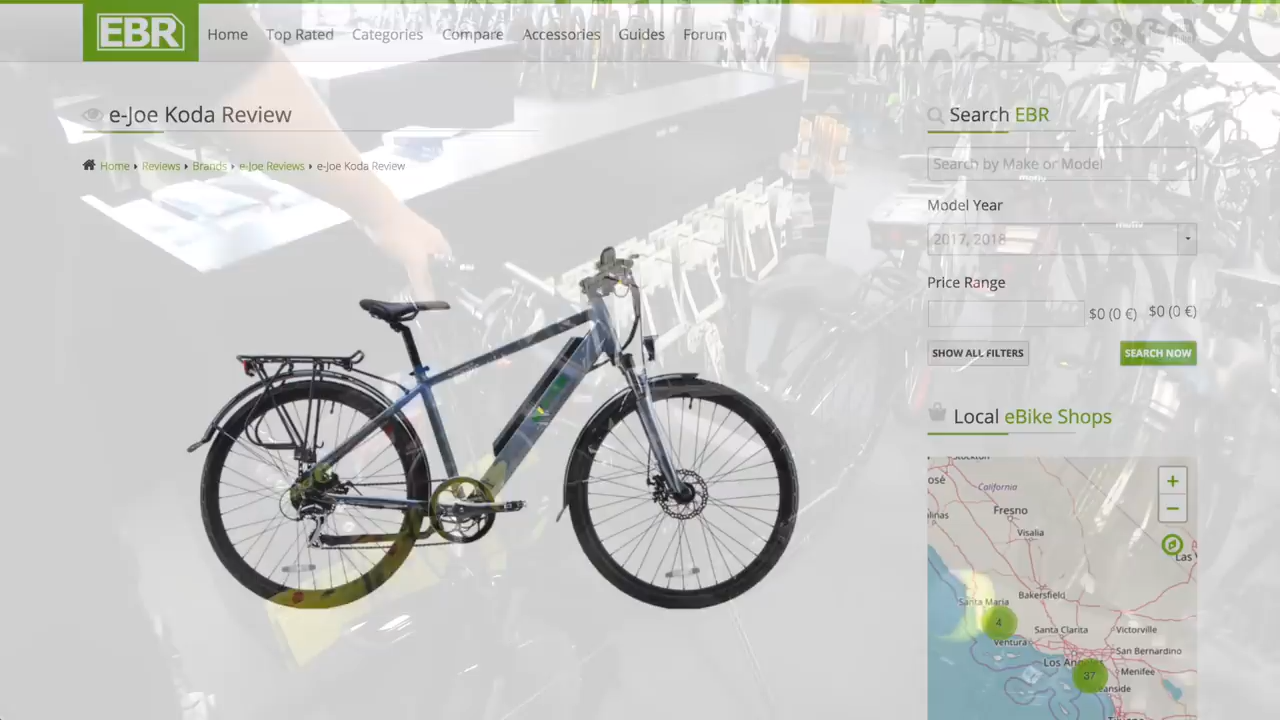 EBR
Home Top Rated Categories Compare Accessories Guides Forum
e-Joe Koda Review
Home Reviews Brands e-Joe Reviews e-Joe Koda Review
Search EBR
Search by Make or Model
Model Year
2017, 2018
Price Range
$0 (0 €) $0 (0 €)
SHOW ALL FILTERS
SEARCH NOW
Local eBike Shops
California
Fresno
Visalia
Las
Santa Maria
Bakersfield
4
Santa Clarita
Victorville
Ventura
San Bernardino
Los Angeles
Menifee
37